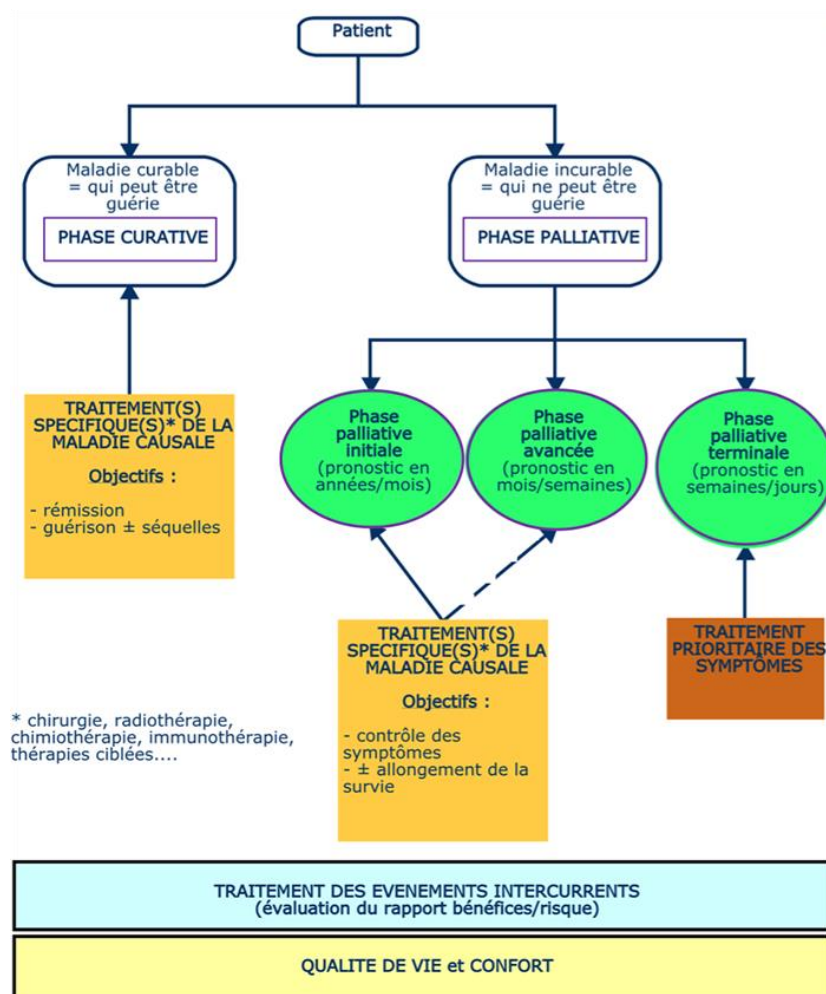 Patient
Maladie curable
= qui peut être
guérie
PHASE CURATIVE
Maladie incurable
= qui ne peut être
guérie
PHASE PALLIATIVE
TRAITEMENT(S)
SPECIFIQUE(S)* DE LA
MALADIE CAUSALE
Objectifs :
- rémission
- guérison ± séquelles
Phase
palliative
initiale
(pronostic en
années/mois)
Phase
palliative
avancée
(pronostic en
mois/semaines)
Phase
palliative
terminale
(pronostic en
semaines/jours)
TRAITEMENT(S)
SPECIFIQUE(S)* DE LA
MALADIE CAUSALE
Objectifs :
- contrôle des
symptômes
- ± allongement de la
survie
TRAITEMENT
PRIORITAIRE DES
SYMPTÔMES
* chirurgie, radiothérapie,
chimiothérapie, immunothérapie,
thérapies ciblées....
TRAITEMENT DES EVENEMENTS INTERCURRENTS
(évaluation du rapport bénéfices/risque)
QUALITE DE VIE et CONFORT